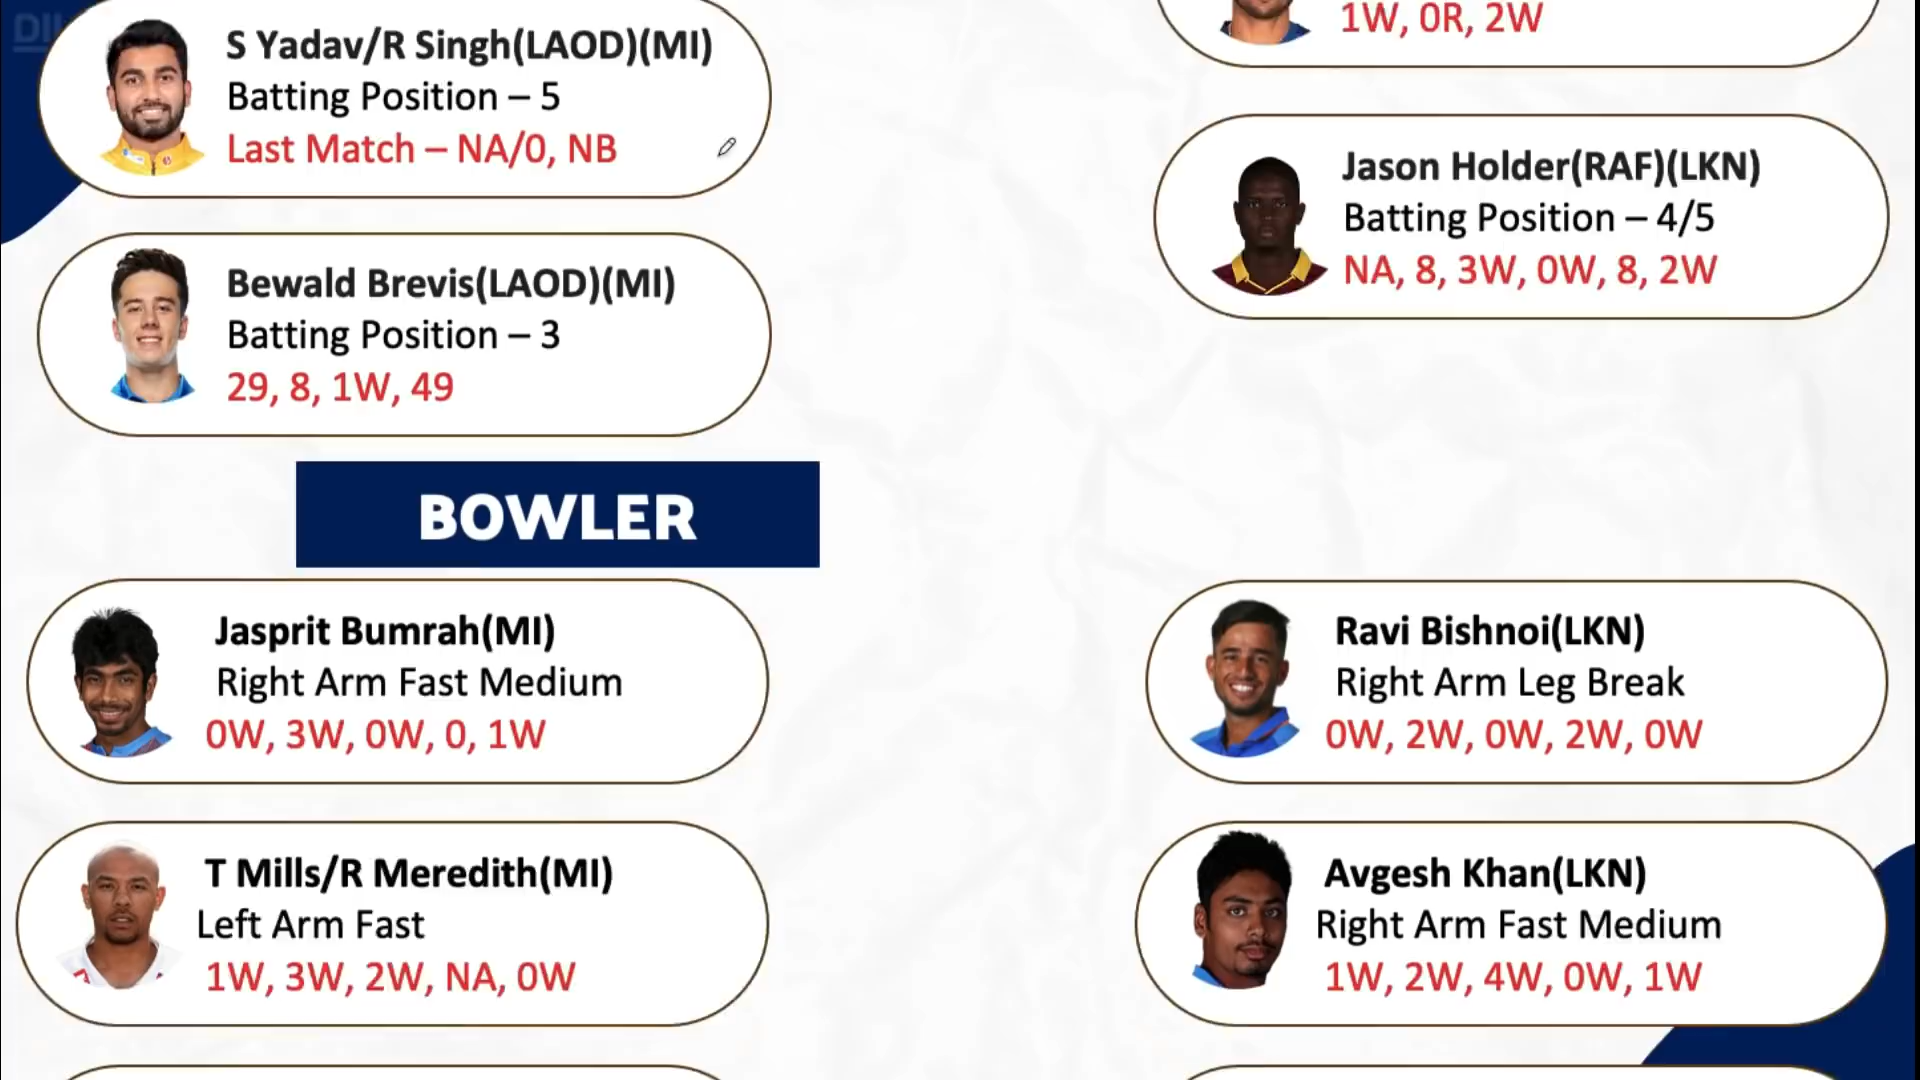 S Yadav/R Singh(LAOD)(MI)
Batting Position – 5
Last Match – NA/0, NB
1W, 0R, 2W
Jason Holder(RAF)(LKN)
Batting Position – 4/5
NA, 8, 3W, 0W, 8, 2W
Bewald Brevis(LAOD)(MI)
Batting Position – 3
29, 8, 1W, 49
BOWLER
Jasprit Bumrah(MI)
Right Arm Fast Medium
0W, 3W, 0W, 0, 1W
Ravi Bishnoi(LKN)
Right Arm Leg Break
0W, 2W, 0W, 2W, 0W
T Mills/R Meredith(MI)
Left Arm Fast
1W, 3W, 2W, NA, 0W
Avgesh Khan(LKN)
Right Arm Fast Medium
1W, 2W, 4W, 0W, 1W